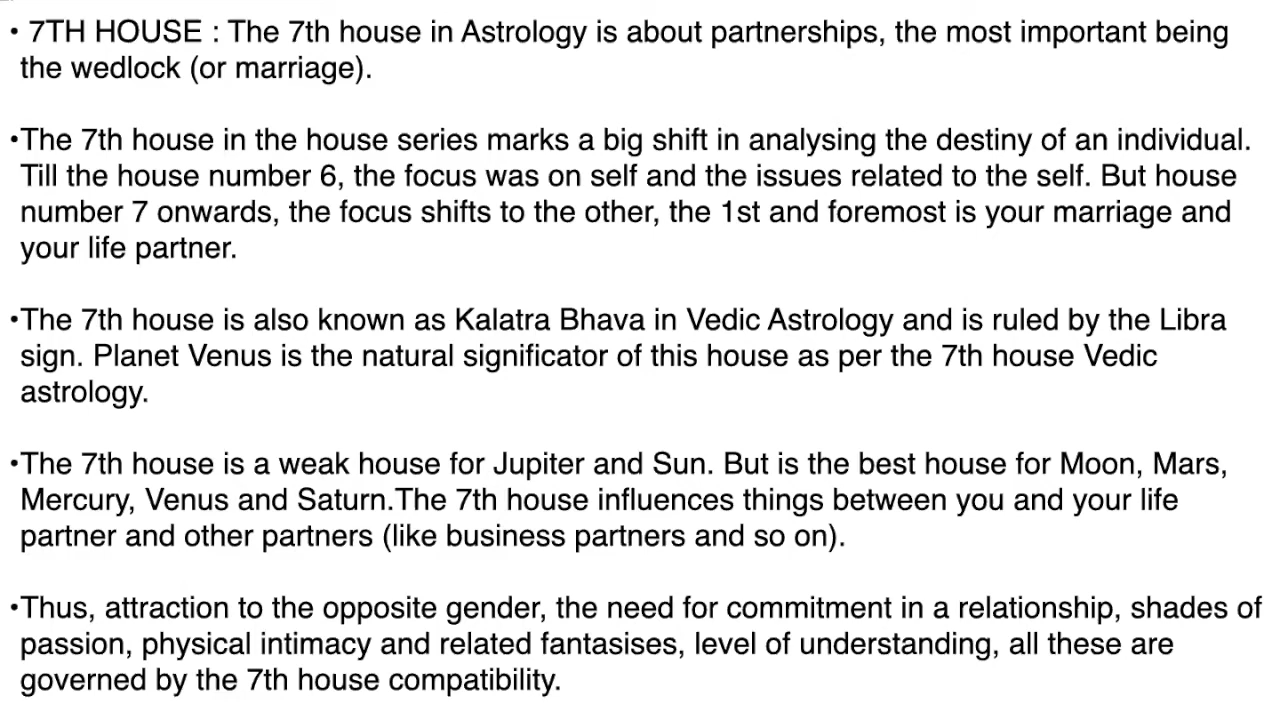 • 7TH HOUSE : The 7th house in Astrology is about partnerships, the most important being
the wedlock (or marriage).
•The 7th house in the house series marks a big shift in analysing the destiny of an individual.
Till the house number 6, the focus was on self and the issues related to the self. But house
number 7 onwards, the focus shifts to the other, the 1st and foremost is your marriage and
your life partner.
•The 7th house is also known as Kalatra Bhava in Vedic Astrology and is ruled by the Libra
sign. Planet Venus is the natural significator of this house as per the 7th house Vedic
astrology.
•The 7th house is a weak house for Jupiter and Sun. But is the best house for Moon, Mars,
Mercury, Venus and Saturn.The 7th house influences things between you and your life
partner and other partners (like business partners and so on).
•Thus, attraction to the opposite gender, the need for commitment in a relationship, shades of
passion, physical intimacy and related fantasises, level of understanding, all these are
governed by the 7th house compatibility.